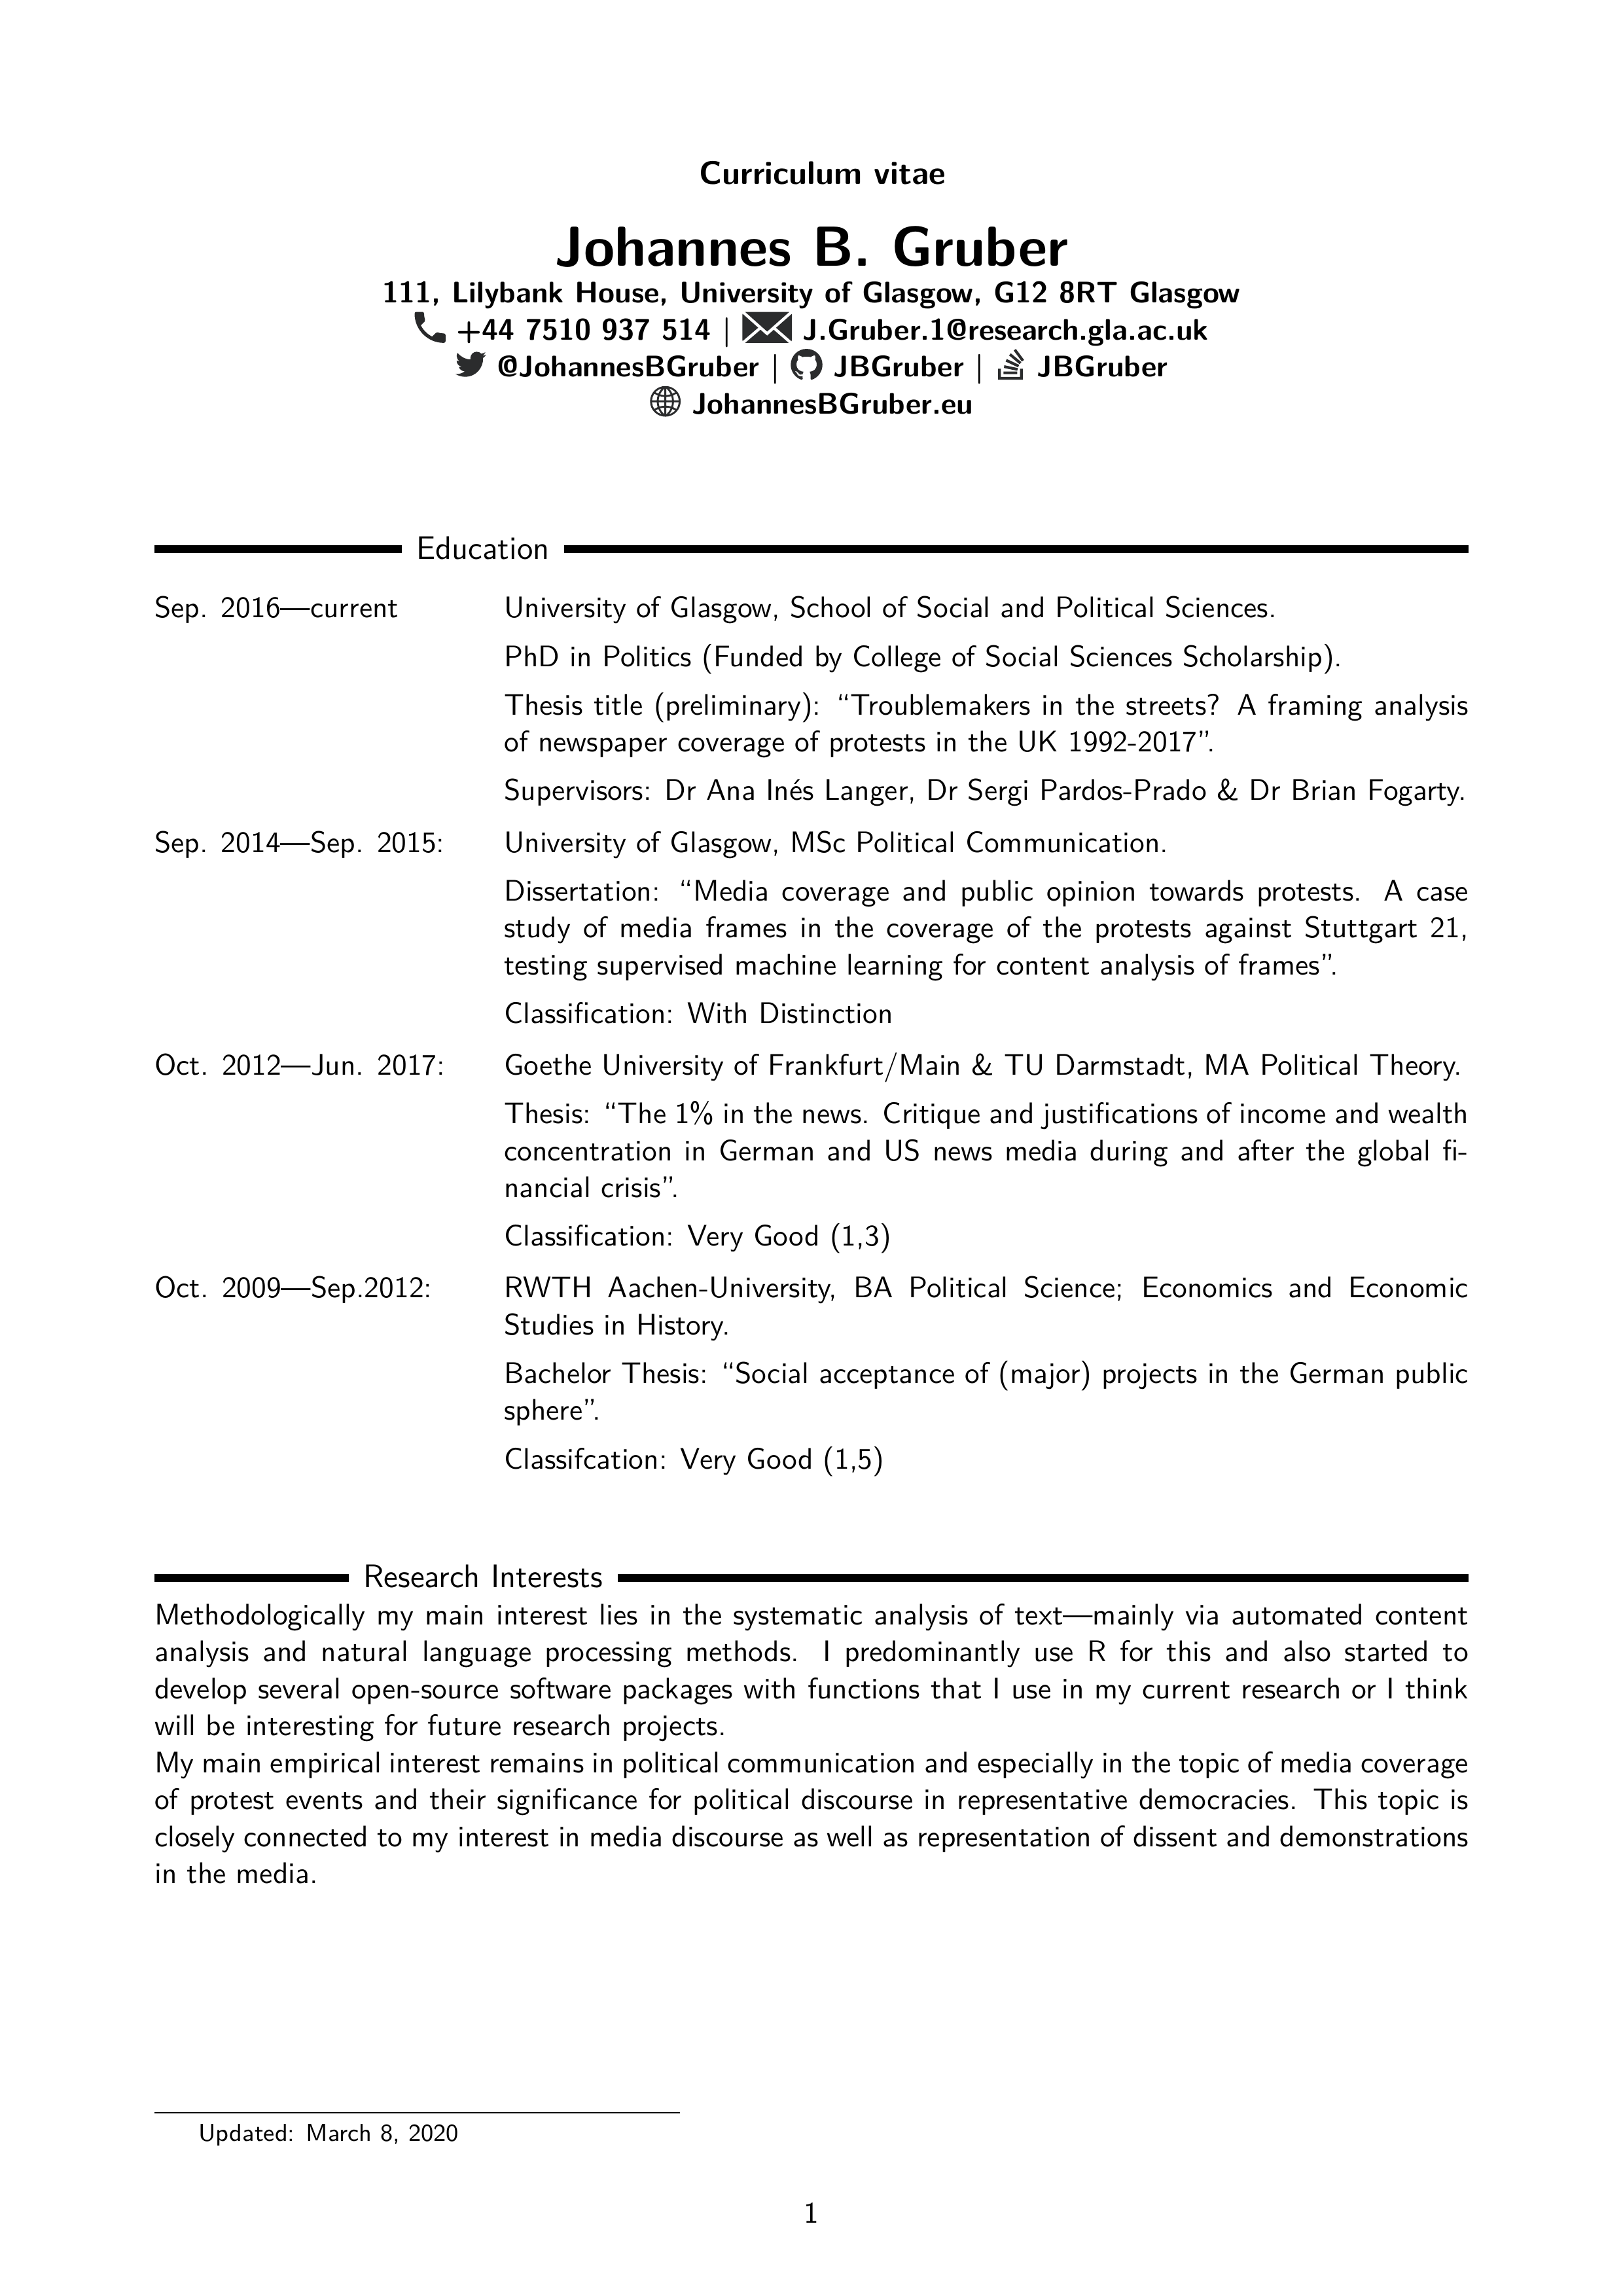 Curriculum vitae
Johannes B. Gruber
111, Lilybank House, University of Glasgow, G12 8RT Glasgow
+44 7510 937 514 | J.Gruber.1@research.gla.ac.uk
@JohannesBGruber | JBGruber | JBGruber
JohannesBGruber.eu
Education
Sep. 2016—current University of Glasgow, School of Social and Political Sciences.
PhD in Politics (Funded by College of Social Sciences Scholarship).
Thesis title (preliminary): “Troublemakers in the streets? A framing analysis
of newspaper coverage of protests in the UK 1992-2017”.
Supervisors: Dr Ana Inés Langer, Dr Sergi Pardos-Prado & Dr Brian Fogarty.
Sep. 2014—Sep. 2015: University of Glasgow, MSc Political Communication.
Dissertation: “Media coverage and public opinion towards protests. A case
study of media frames in the coverage of the protests against Stuttgart 21,
testing supervised machine learning for content analysis of frames”.
Classification: With Distinction
Oct. 2012—Jun. 2017: Goethe University of Frankfurt/Main & TU Darmstadt, MA Political Theory.
Thesis: “The 1% in the news. Critique and justifications of income and wealth
concentration in German and US news media during and after the global fi-
nancial crisis”.
Classification: Very Good (1,3)
Oct. 2009—Sep.2012: RWTH Aachen-University, BA Political Science; Economics and Economic
Studies in History.
Bachelor Thesis: “Social acceptance of (major) projects in the German public
sphere”.
Classifcation: Very Good (1,5)
Research Interests
Methodologically my main interest lies in the systematic analysis of text—mainly via automated content
analysis and natural language processing methods. I predominantly use R for this and also started to
develop several open-source software packages with functions that I use in my current research or I think
will be interesting for future research projects.
My main empirical interest remains in political communication and especially in the topic of media coverage
of protest events and their significance for political discourse in representative democracies. This topic is
closely connected to my interest in media discourse as well as representation of dissent and demonstrations
in the media.
Updated: March 8, 2020
1